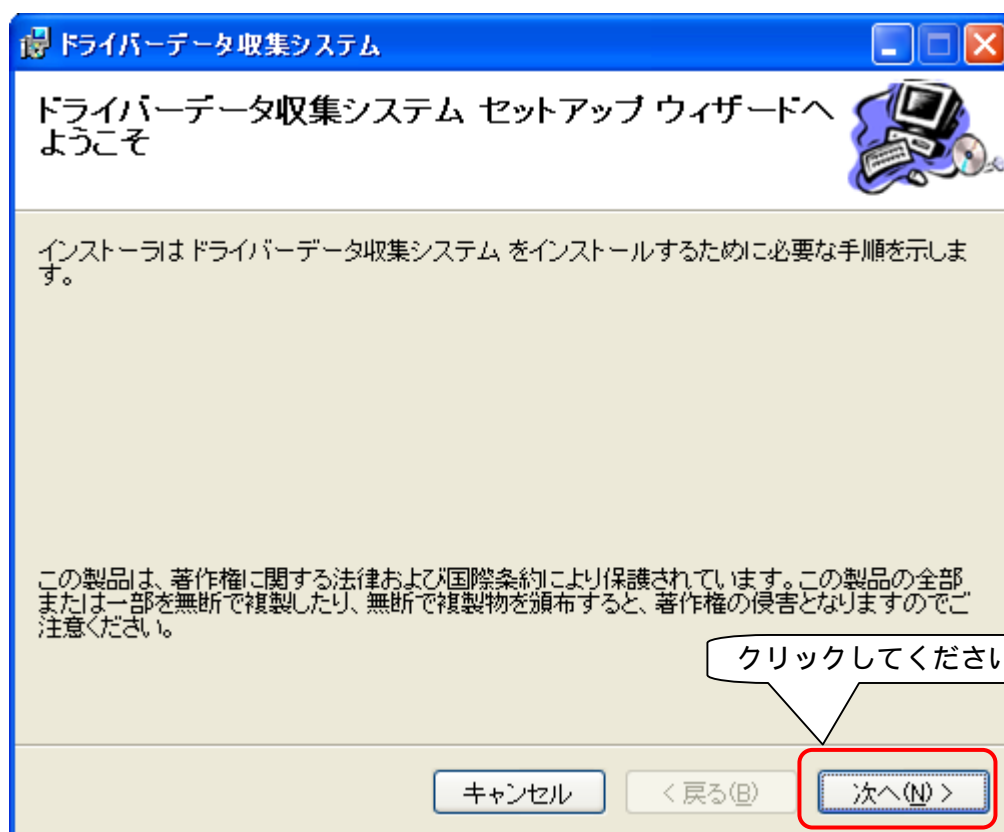 ドライバーデータ収集システム
ドライバーデータ収集システム セットアップ ウィザードへ
ようこそ
インストーラは ドライバーデータ収集システム をインストールするために必要な手順を示しま
す。
この製品は、著作権に関する法律および国際条約により保護されています。この製品の全部
または一部を無断で複製したり、無断で複製物を頒布すると、著作権の侵害となりますのでご
注意ください。
クリックしてくださ
キャンセル
< 戻る(B)
次へ(N) >